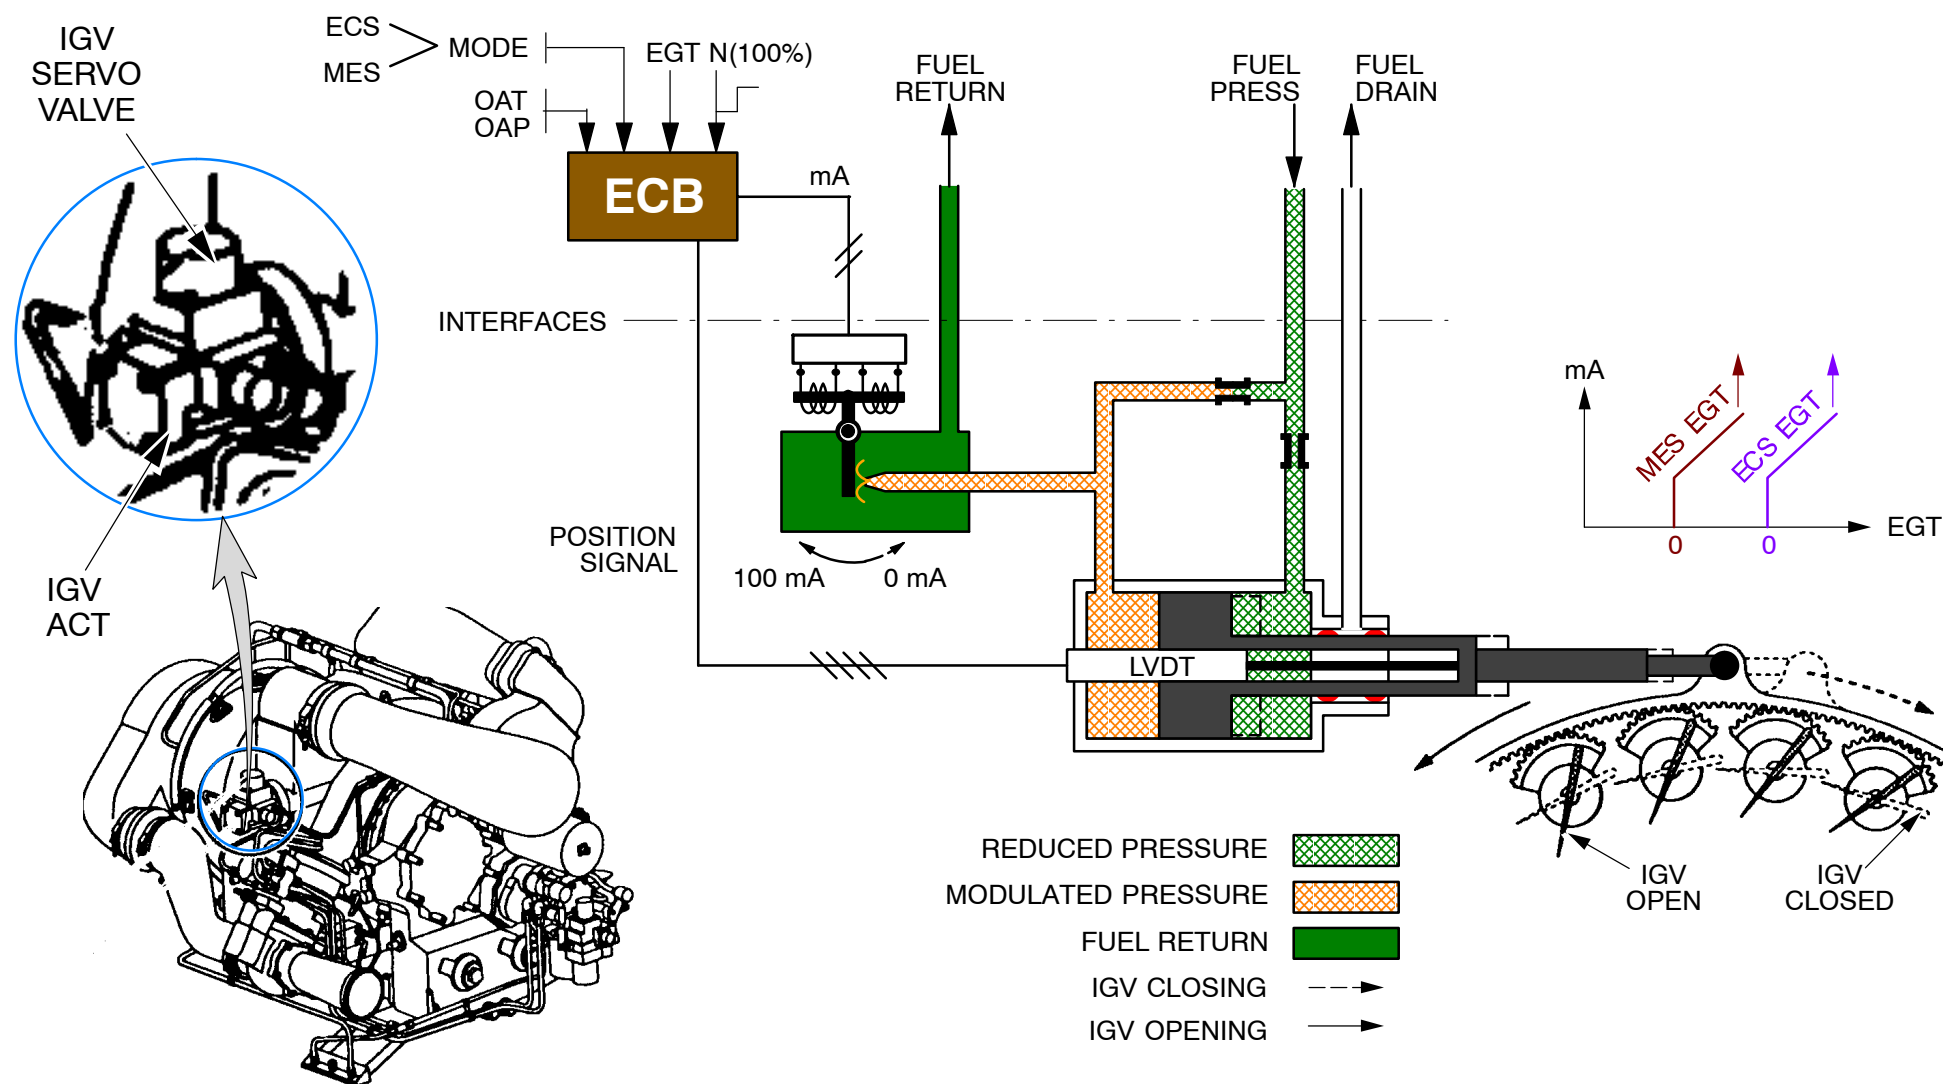 IGV
SERVO
VALVE
ECS
MES
MODE
EGT N(100%)
OAT
OAP
ECB
mA
FUEL
RETURN
FUEL
PRESS
FUEL
DRAIN
INTERFACES
POSITION
SIGNAL
100 mA
0 mA
LVDT
IGV
ACT
mA
MES EGT
ECS EGT
EGT
0
0
IGV
OPEN
IGV
CLOSED
REDUCED PRESSURE
MODULATED PRESSURE
FUEL RETURN
IGV CLOSING
IGV OPENING